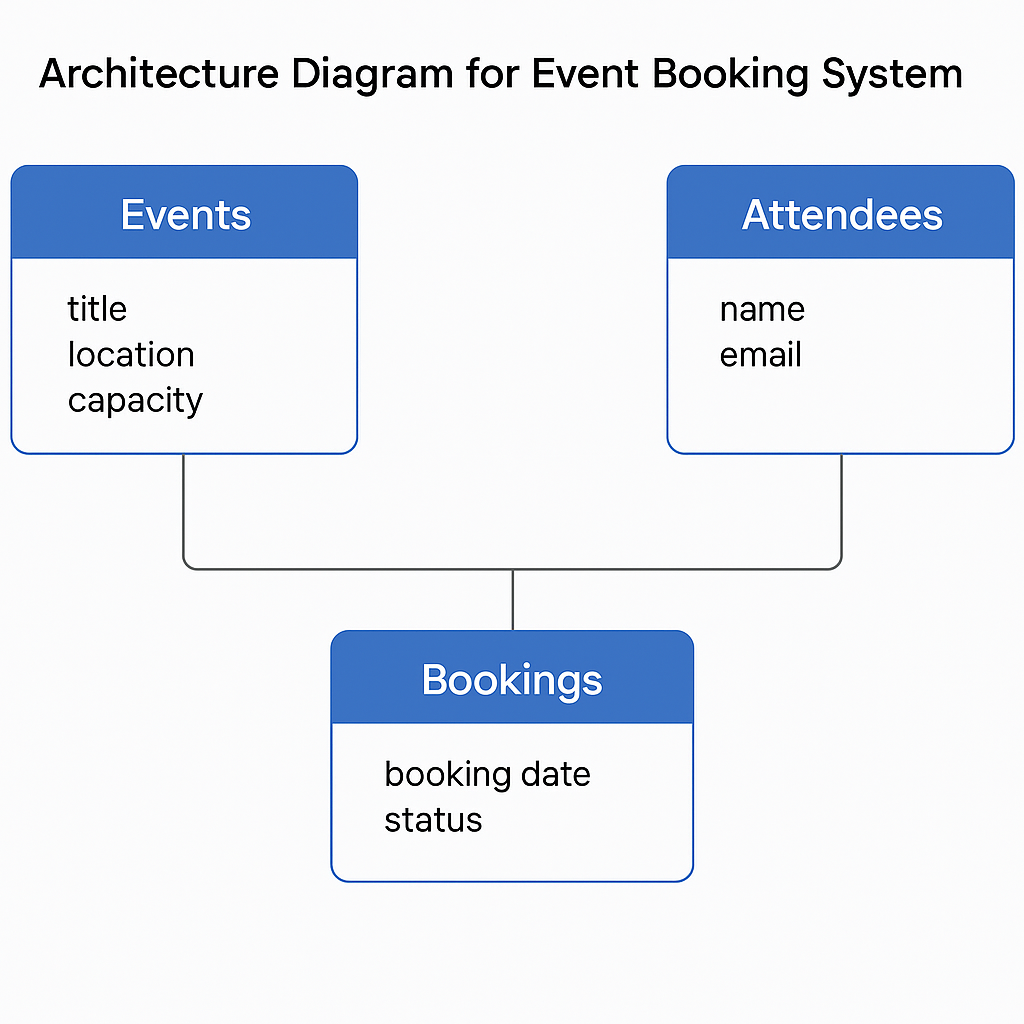 Architecture Diagram for Event Booking System
Events
title
location
capacity
Attendees
name
email
Bookings
booking date
status